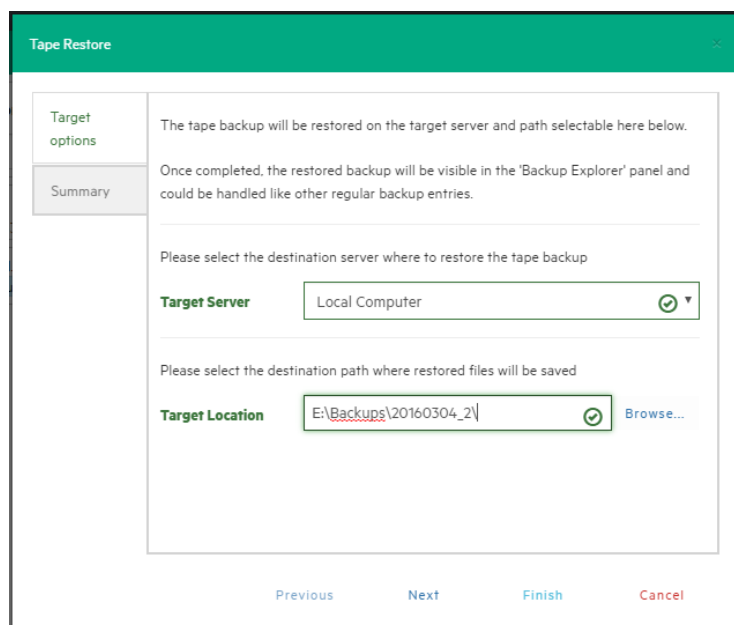 Tape Restore
×
Target
options
Summary
The tape backup will be restored on the target server and path selectable here below.
Once completed, the restored backup will be visible in the 'Backup Explorer' panel and
could be handled like other regular backup entries.
Please select the destination server where to restore the tape backup
Target Server Local Computer
Please select the destination path where restored files will be saved
Target Location E:\Backups\20160304_2\ Browse...
Previous Next Finish Cancel